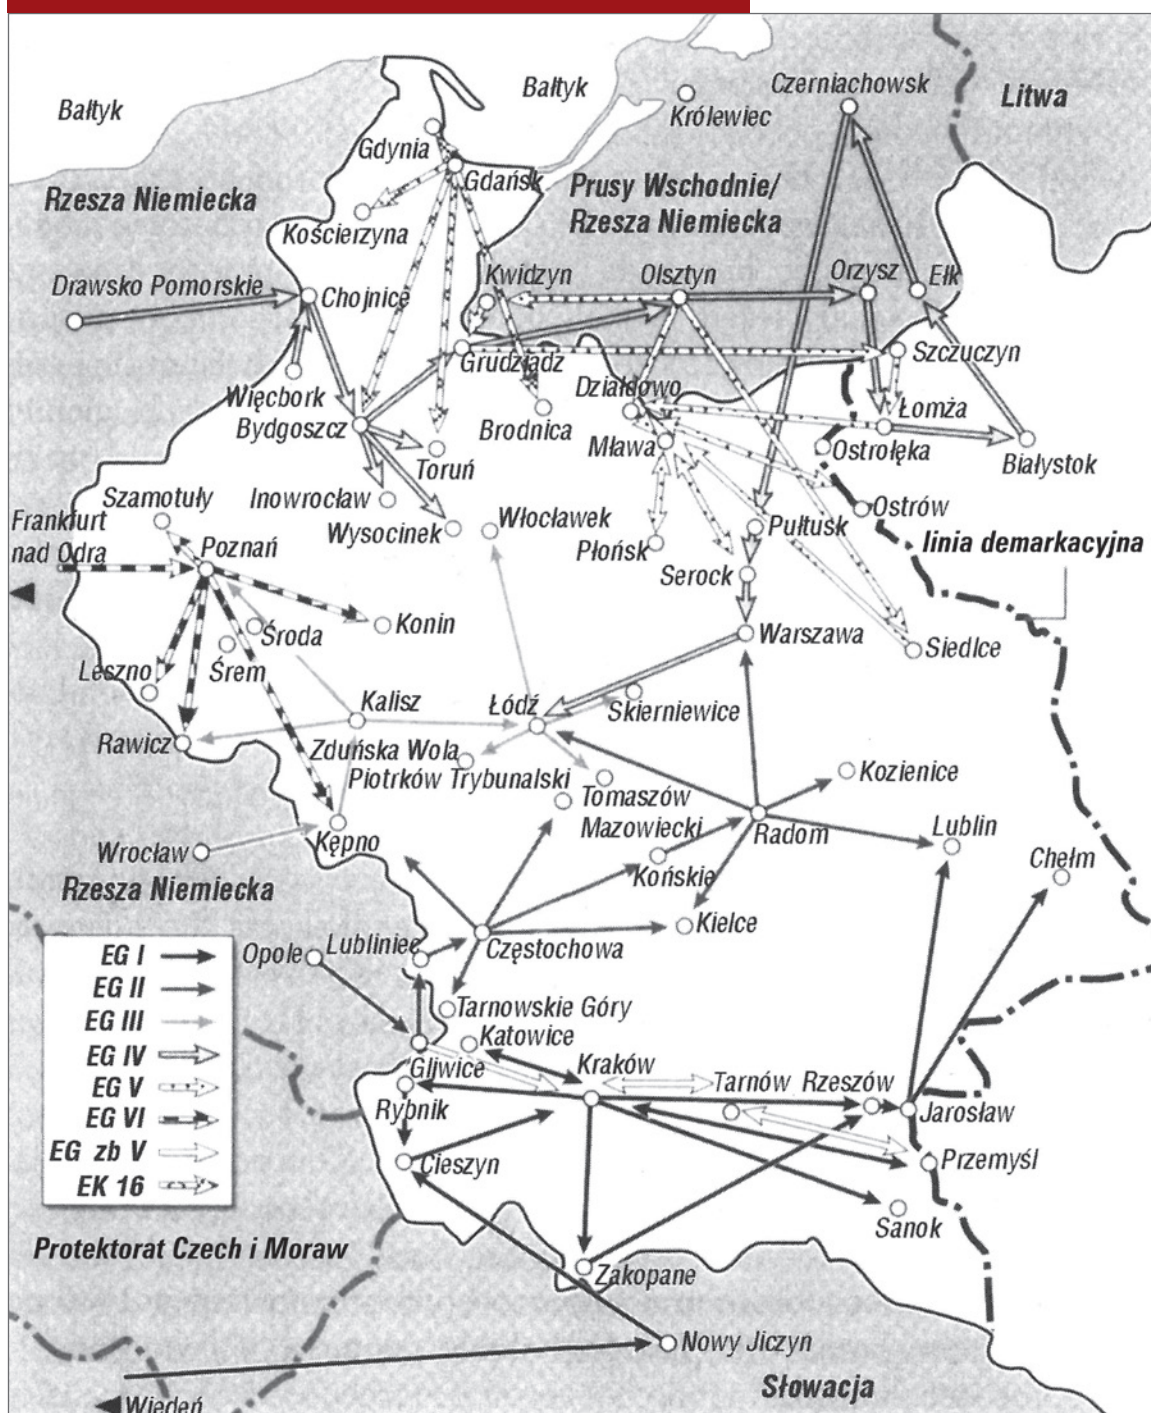 Bałtyk
Bałtyk
Czerniachowsk
Litwa
Królewiec
Gdynia
Gdańsk
Rzesza Niemiecka
Prusy Wschodnie/
Rzesza Niemiecka
Kościerzyna
Drawsko Pomorskie
Chojnice
Kwidzyn
Olsztyn
Orzysz
Ełk
Grudziądz
Szczuczyn
Więcbork
Działdowo
Łomża
Bydgoszcz
Brodnica
Mława
Ostrołęka
Białystok
Toruń
Szamotuły
Inowrocław
Ostrów
Frankfurt
nad Odra
Poznań
Wysocinek
Włocławek
Płońsk
Pułtusk
linia demarkacyjna
Serock
Środa
Konin
Warszawa
Siedlce
Leszno
Śrem
Kalisz
Łódź
Skierniewice
Rawicz
Zduńska Wola
Piotrków Trybunalski
Kozienice
Tomaszów
Mazowiecki
Radom
Lublin
Wrocław
Kępno
Końskie
Chełm
Rzesza Niemiecka
Kielce
Opole
Lubliniec
Częstochowa
EG I
EG II
EG III
EG IV
EG V
EG VI
EG zb V
EK 16
Tarnowskie Góry
Katowice
Gliwice
Kraków
Tarnów
Rzeszów
Rybnik
Jarosław
Cieszyn
Przemyśl
Sanok
Protektorat Czech i Moraw
Zakopane
Nowy Jiczyn
Słowacja
Wiedeń